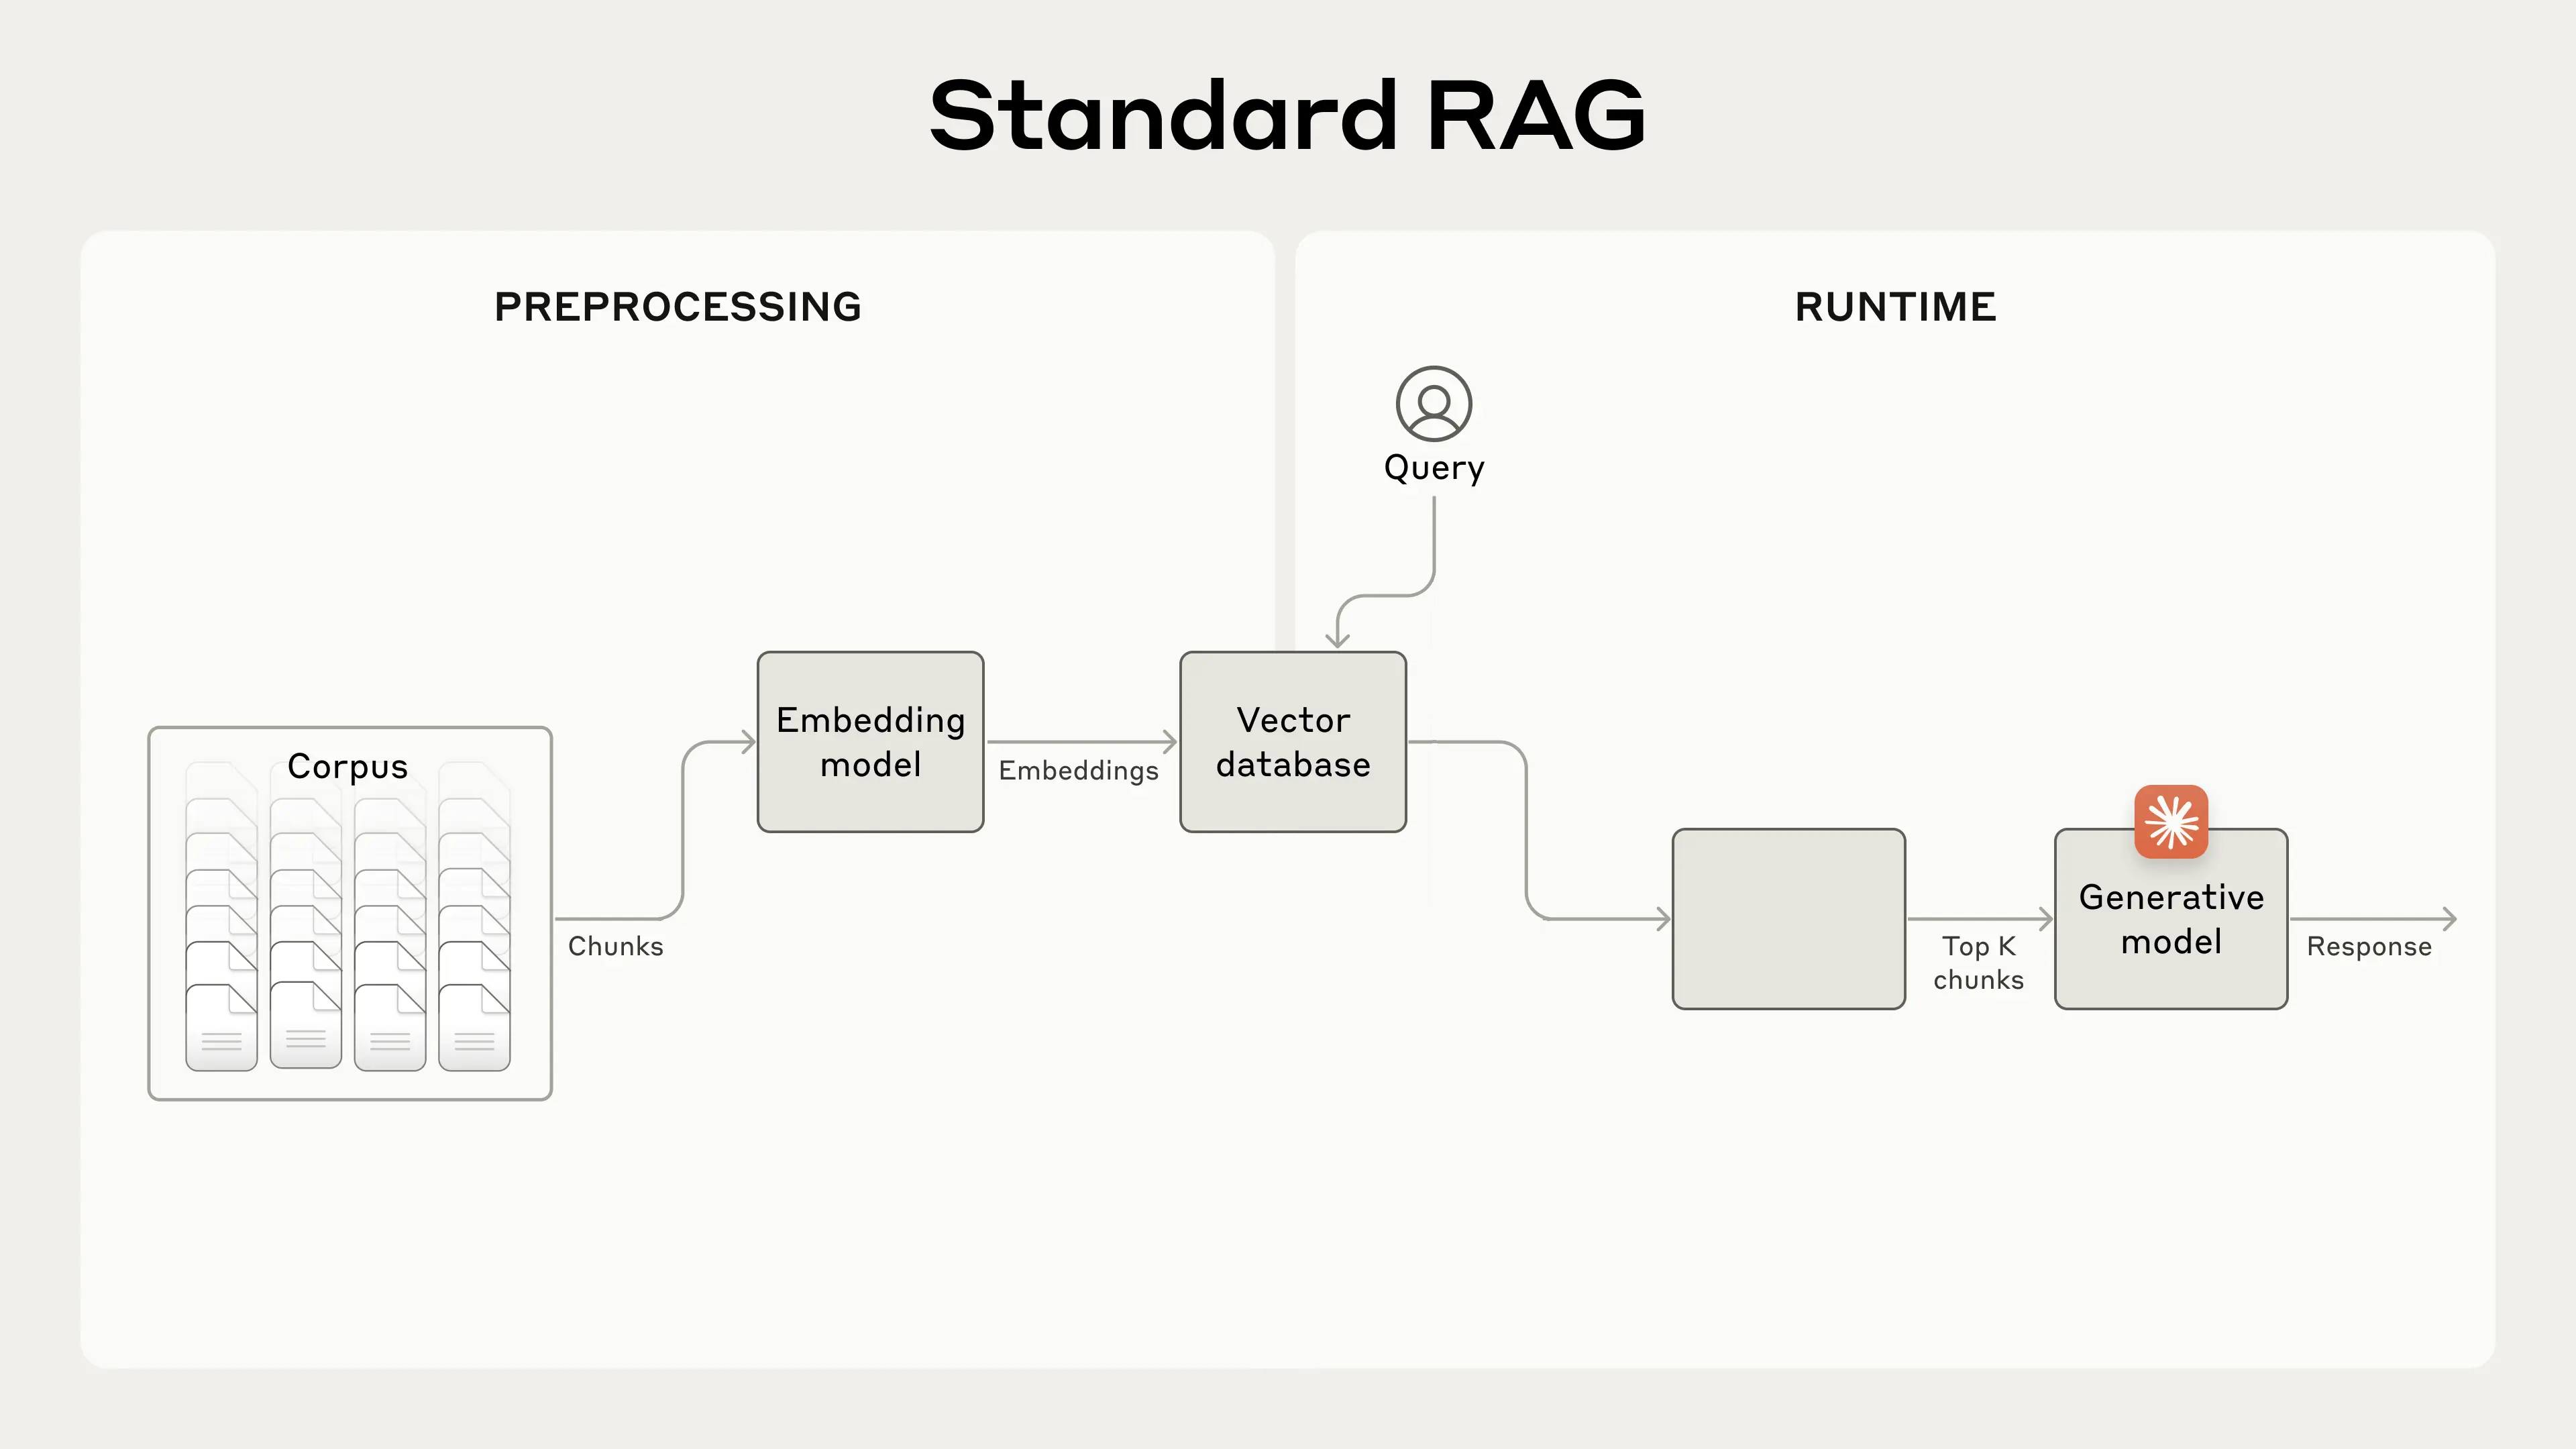 Standard RAG
PREPROCESSING
RUNTIME
Query
Corpus
Chunks
Embedding
model
Embeddings
Vector
database
Top K
chunks
Generative
model
Response